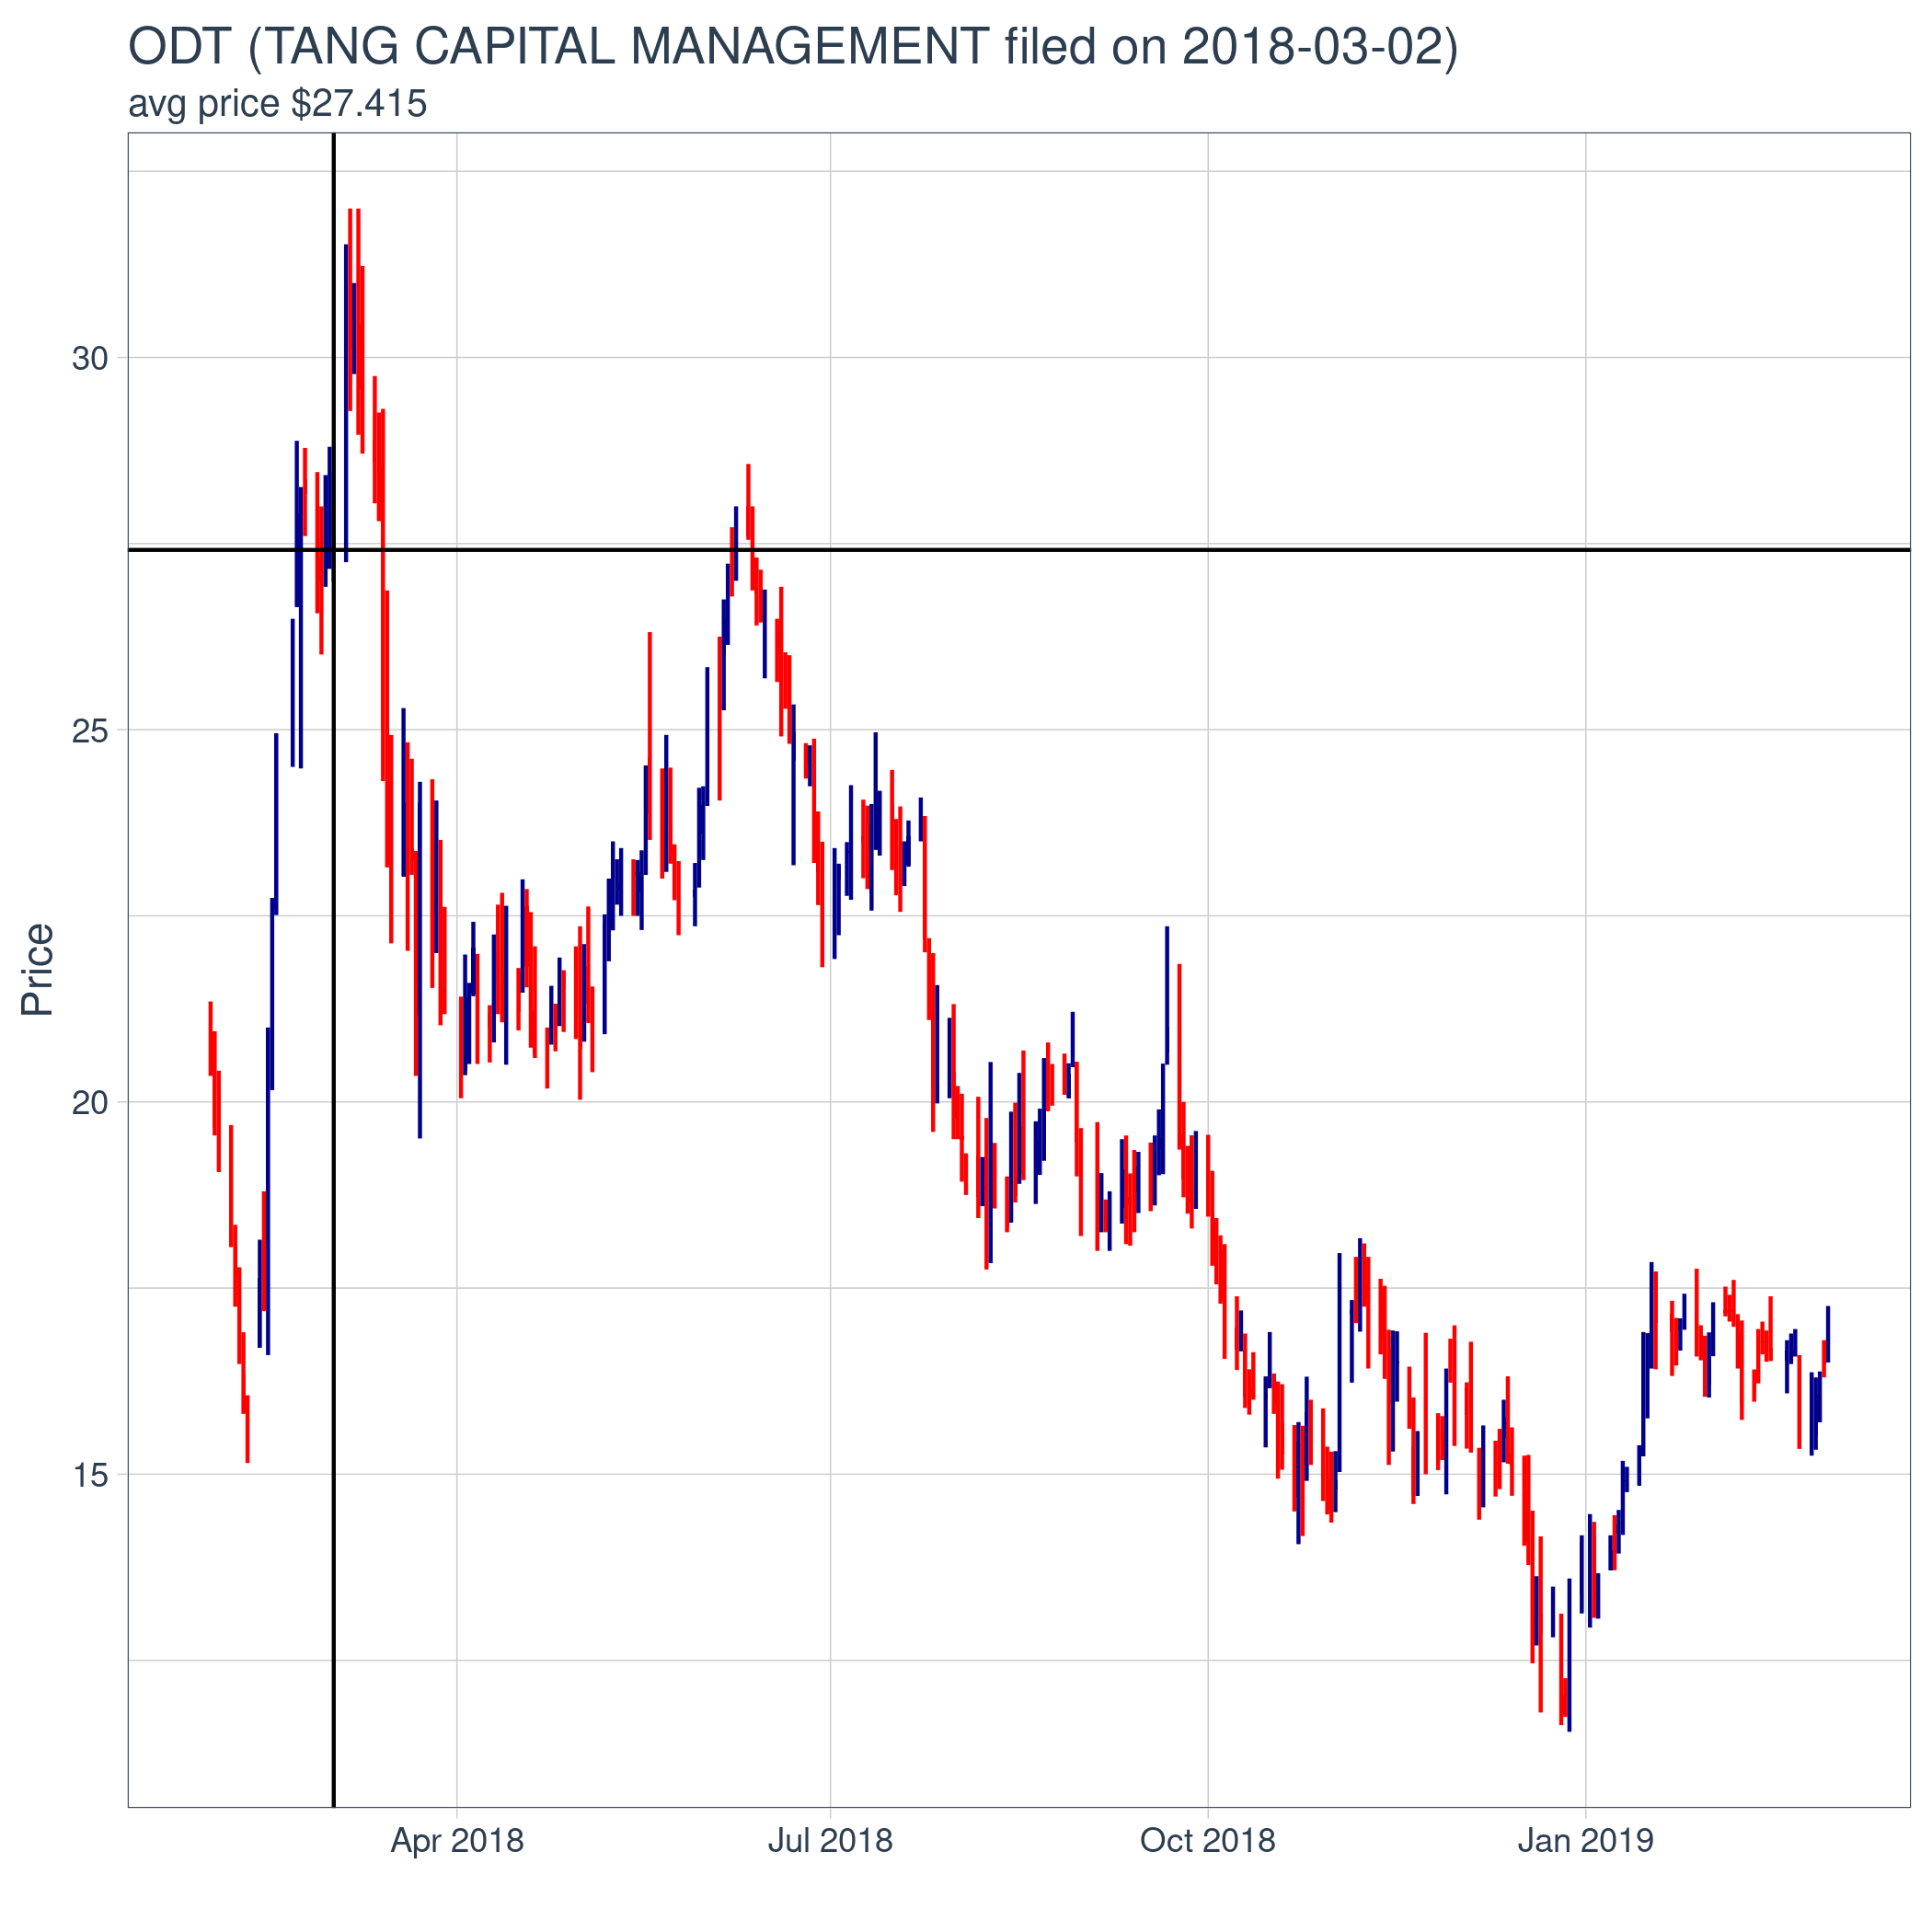 ODT (TANG CAPITAL MANAGEMENT filed on 2018-03-02)
avg price $27.415
30
25
20
15
Price
Apr 2018
Jul 2018
Oct 2018
Jan 2019